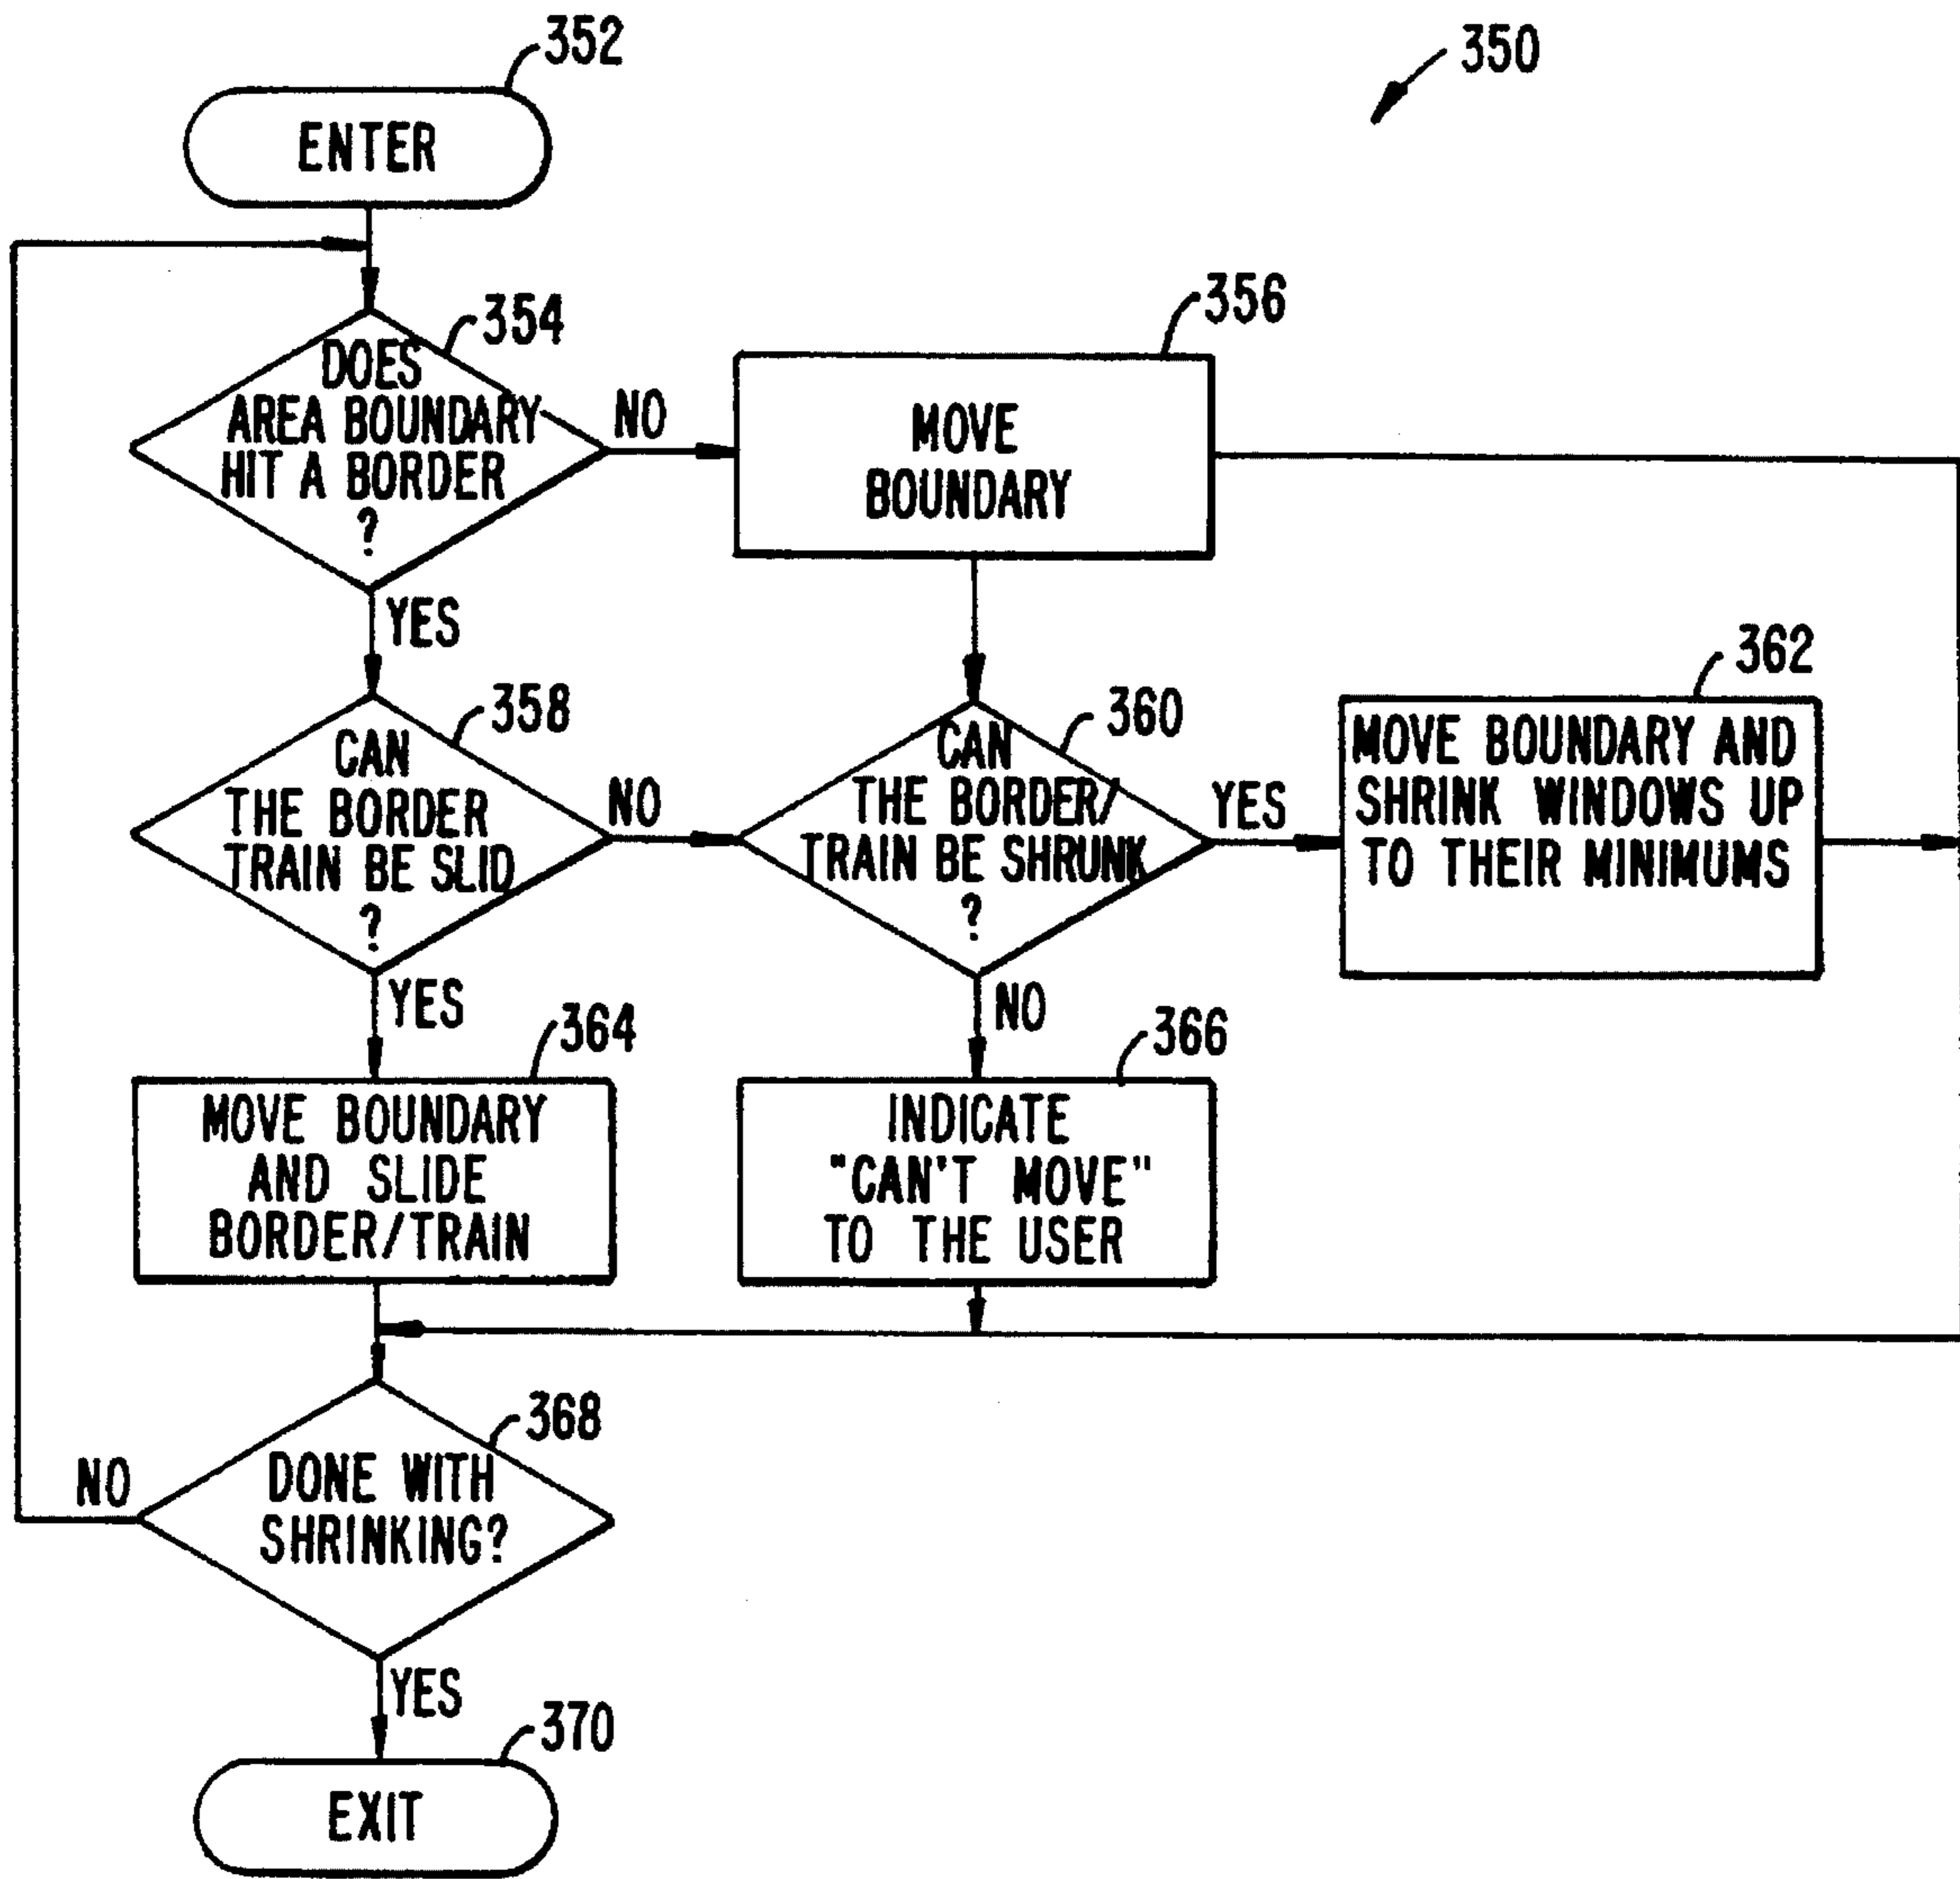 352
350
ENTER
354
DOES
AREA BOUNDARY
HIT A BORDER
?
NO
356
MOVE
BOUNDARY
YES
358
CAN
THE BORDER
TRAIN BE SLID
?
NO
360
CAN
THE BORDER/
TRAIN BE SHRUNK
?
YES
362
MOVE BOUNDARY AND
SHRINK WINDOWS UP
TO THEIR MINIMUMS
YES
364
MOVE BOUNDARY
AND SLIDE
BORDER/TRAIN
NO
366
INDICATE
"CAN'T MOVE"
TO THE USER
368
DONE WITH
SHRINKING?
NO
YES
370
EXIT